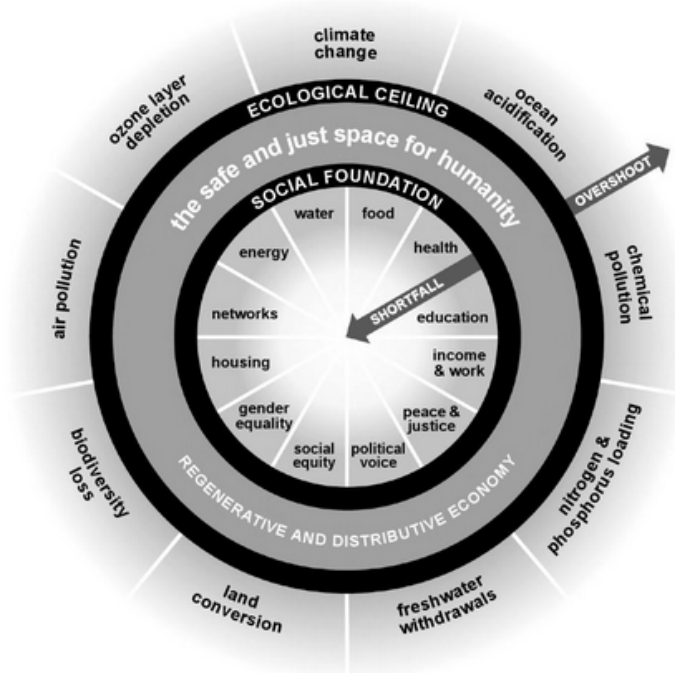 climate
change
ocean
acidification
chemical
pollution
nitrogen &
phosphorus loading
freshwater
withdrawals
land
conversion
biodiversity
loss
air pollution
ozone layer
depletion
ECOLOGICAL CEILING
OVERSHOOT
the safe and just space for humanity
SOCIAL FOUNDATION
water
food
health
SHORTFALL
education
income
& work
peace &
justice
political
voice
social
equity
gender
equality
housing
networks
energy
REGENERATIVE AND DISTRIBUTIVE ECONOMY